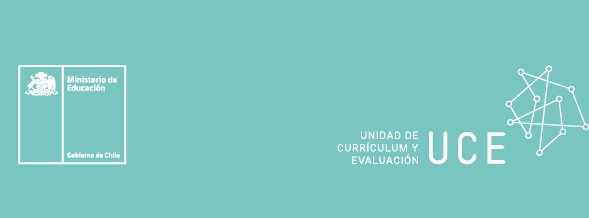 Ministerio de
Educación
Gobierno de Chile
UNIDAD DE
CURRÍCULUM Y
EVALUACIÓN
UCE